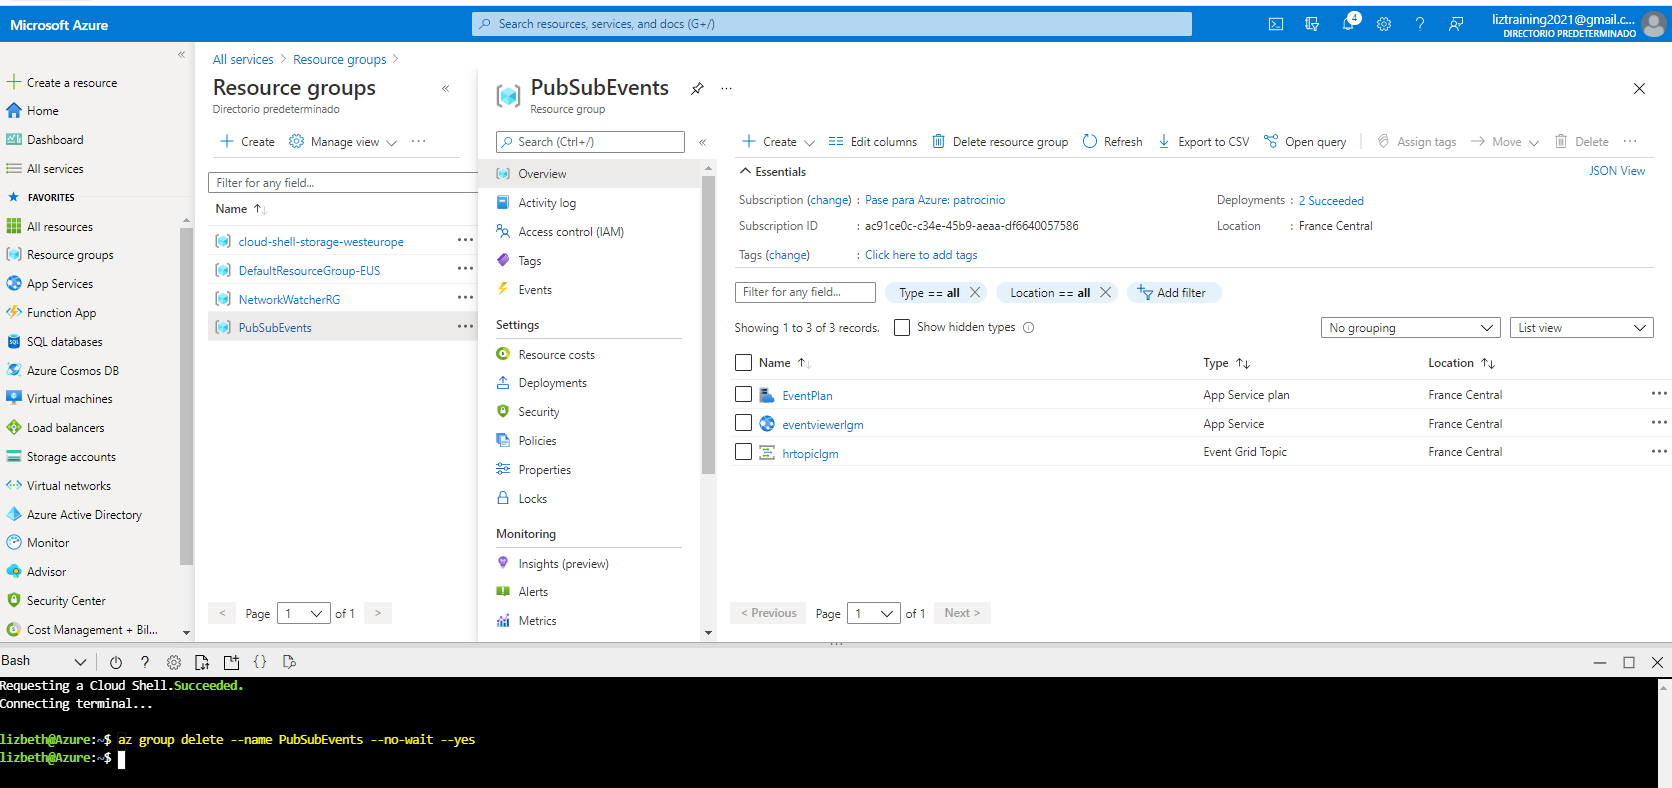 Microsoft Azure
Search resources, services, and docs (G+/)
4
liztraining2021@gmail.c...
DIRECTORIO PREDETERMINADO
Create a resource
Home
Dashboard
All services
FAVORITES
All resources
Resource groups
App Services
Function App
SQL databases
Azure Cosmos DB
Virtual machines
Load balancers
Storage accounts
Virtual networks
Azure Active Directory
Monitor
Advisor
Security Center
Cost Management + Bil...
All services > Resource groups >
Resource groups
Directorio predeterminado
Create Manage view ...
Filter for any field...
Name
cloud-shell-storage-westeurope
DefaultResourceGroup-EUS
NetworkWatcherRG
PubSubEvents
< Page 1 of 1 >
PubSubEvents
Resource group
Search (Ctrl+/)
Overview
Activity log
Access control (IAM)
Tags
Events
Settings
Resource costs
Deployments
Security
Policies
Properties
Locks
Monitoring
Insights (preview)
Alerts
Metrics
Create Edit columns Delete resource group Refresh Export to CSV Open query Assign tags Move Delete ...
Essentials
JSON View
Subscription (change) : Pase para Azure: patrocinio
Deployments : 2 Succeeded
Subscription ID : ac91ce0c-c34e-45b9-aeaa-df6640057586
Location : France Central
Tags (change) : Click here to add tags
Filter for any field... Type == all Location == all Add filter
Showing 1 to 3 of 3 records. Show hidden types
No grouping List view
Name Type Location
EventPlan App Service plan France Central
eventviewerlgm App Service France Central
hrtopiclgm Event Grid Topic France Central
< Previous Page 1 of 1 Next >
Bash
Requesting a Cloud Shell.Succeeded.
Connecting terminal...
lizbeth@Azure:~$ az group delete --name PubSubEvents --no-wait --yes
lizbeth@Azure:~$